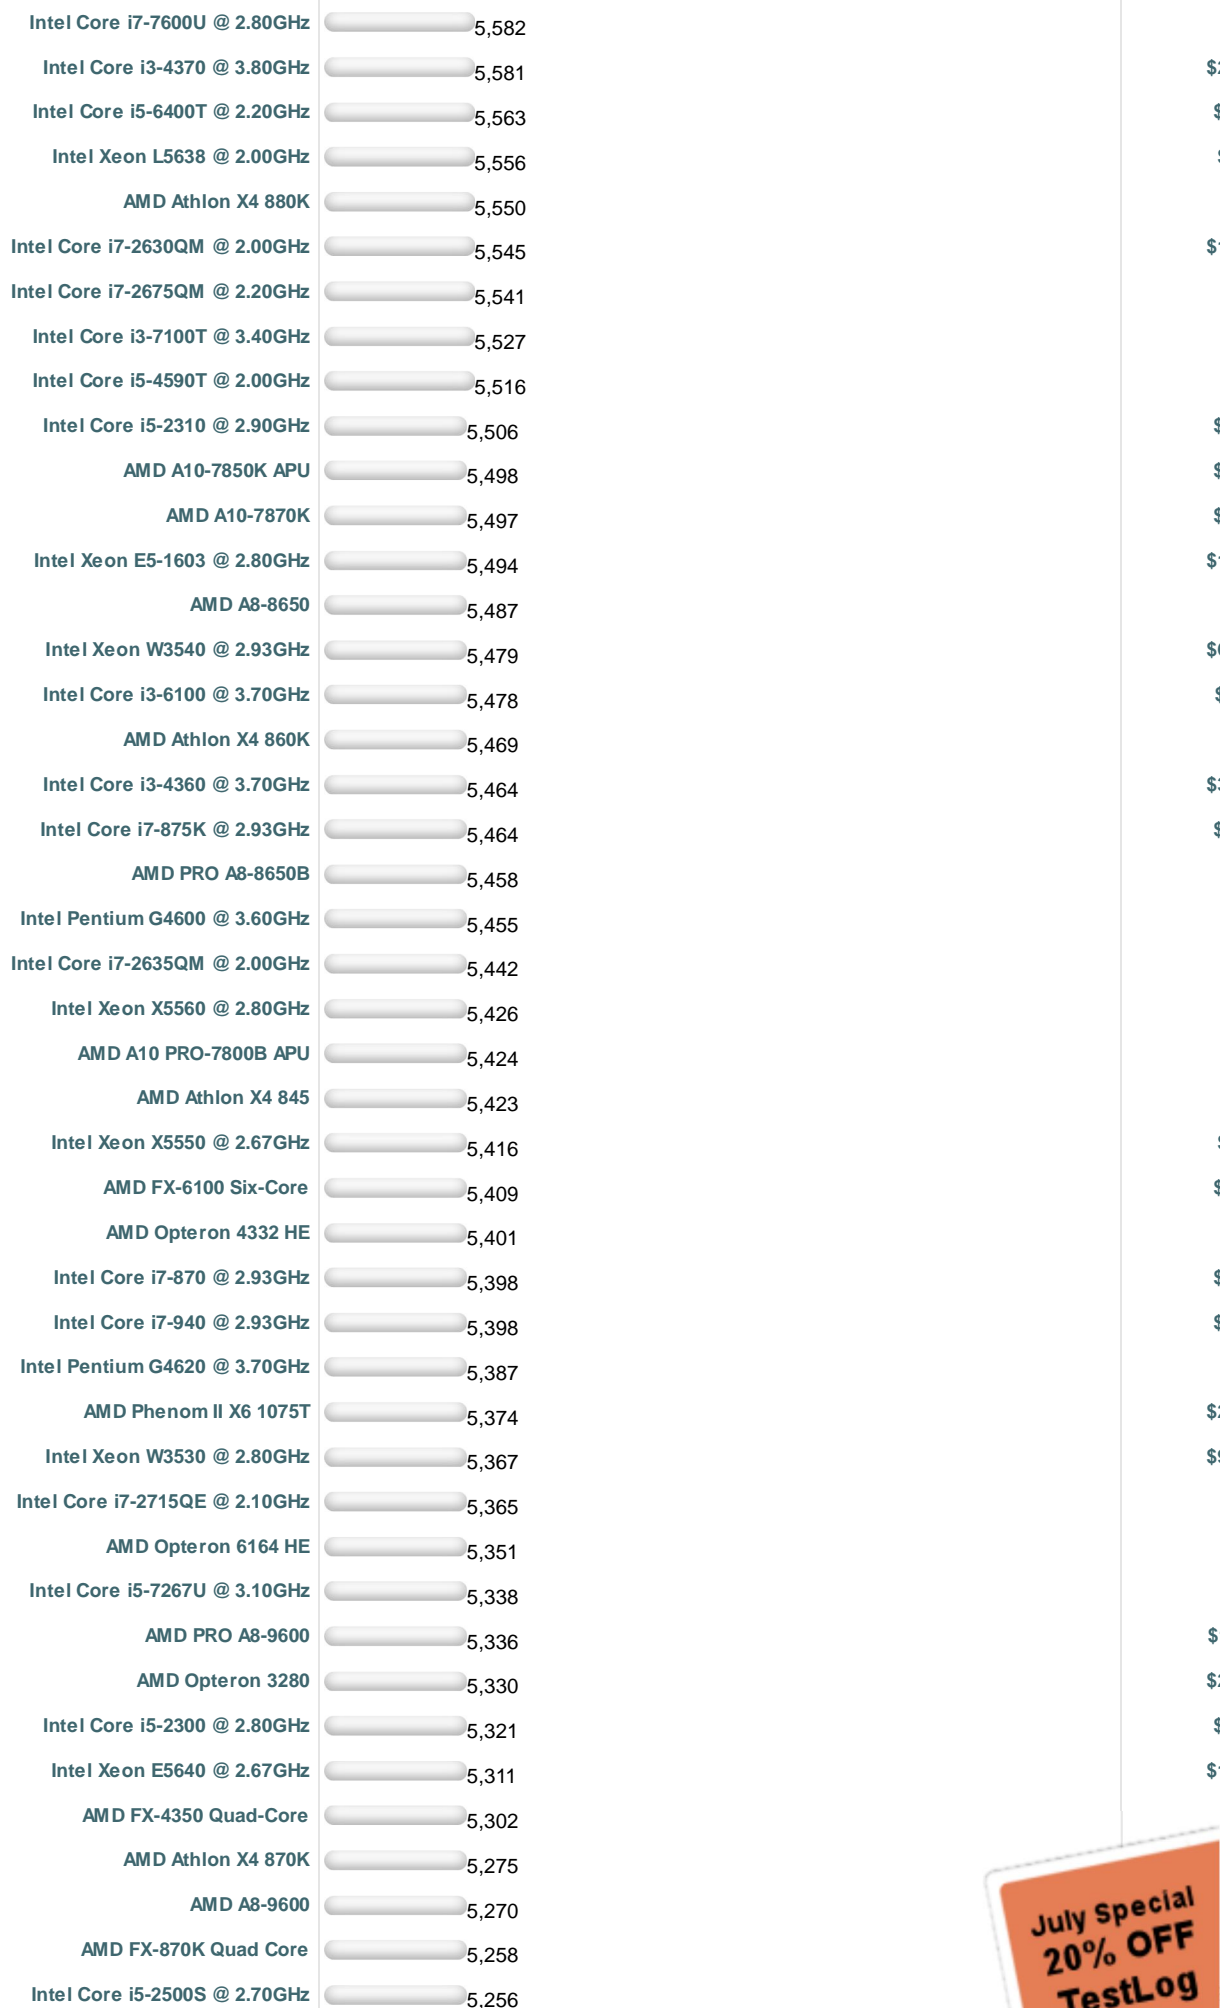 Intel Core i7-7600U @ 2.80GHz 5,582
Intel Core i3-4370 @ 3.80GHz 5,581
Intel Core i5-6400T @ 2.20GHz 5,563
Intel Xeon L5638 @ 2.00GHz 5,556
AMD Athlon X4 880K 5,550
Intel Core i7-2630QM @ 2.00GHz 5,545
Intel Core i7-2675QM @ 2.20GHz 5,541
Intel Core i3-7100T @ 3.40GHz 5,527
Intel Core i5-4590T @ 2.00GHz 5,516
Intel Core i5-2310 @ 2.90GHz 5,506 $
AMD A10-7850K APU 5,498 $
AMD A10-7870K 5,497 $
Intel Xeon E5-1603 @ 2.80GHz 5,494 $
AMD A8-8650 5,487
Intel Xeon W3540 @ 2.93GHz 5,479 $
Intel Core i3-6100 @ 3.70GHz 5,478 $
AMD Athlon X4 860K 5,469
Intel Core i3-4360 @ 3.70GHz 5,464 $
Intel Core i7-875K @ 2.93GHz 5,464 $
AMD PRO A8-8650B 5,458
Intel Pentium G4600 @ 3.60GHz 5,455
Intel Core i7-2635QM @ 2.00GHz 5,442
Intel Xeon X5560 @ 2.80GHz 5,426
AMD A10 PRO-7800B APU 5,424
AMD Athlon X4 845 5,423
Intel Xeon X5550 @ 2.67GHz 5,416
AMD FX-6100 Six-Core 5,409 $
AMD Opteron 4332 HE 5,401
Intel Core i7-870 @ 2.93GHz 5,398 $
Intel Core i7-940 @ 2.93GHz 5,398 $
Intel Pentium G4620 @ 3.70GHz 5,387
AMD Phenom II X6 1075T 5,374 $
Intel Xeon W3530 @ 2.80GHz 5,367 $
Intel Core i7-2715QE @ 2.10GHz 5,365
AMD Opteron 6164 HE 5,351
Intel Core i5-7267U @ 3.10GHz 5,338
AMD PRO A8-9600 5,336 $
AMD Opteron 3280 5,330 $
Intel Core i5-2300 @ 2.80GHz 5,321 $
Intel Xeon E5640 @ 2.67GHz 5,311 $
AMD FX-4350 Quad-Core 5,302
AMD Athlon X4 870K 5,275
AMD A8-9600 5,270
AMD FX-870K Quad Core 5,258
Intel Core i5-2500S @ 2.70GHz 5,256
July Special
20% OFF
TestLog